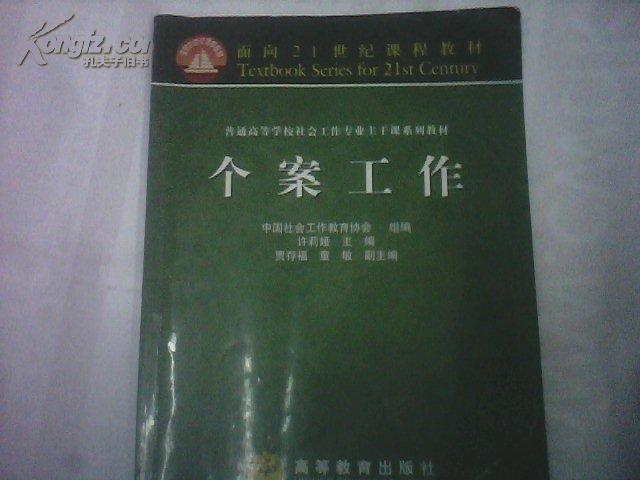 Kongfz.com
孔夫子旧书
面向21世纪课程教材
Textbook Series for 21st Century
普通高等学校社会工作专业主干课系列教材
个案工作
中国社会工作教育协会 组编
许莉娅 主 编
贾存福 童 敏 副主编
高等教育出版社